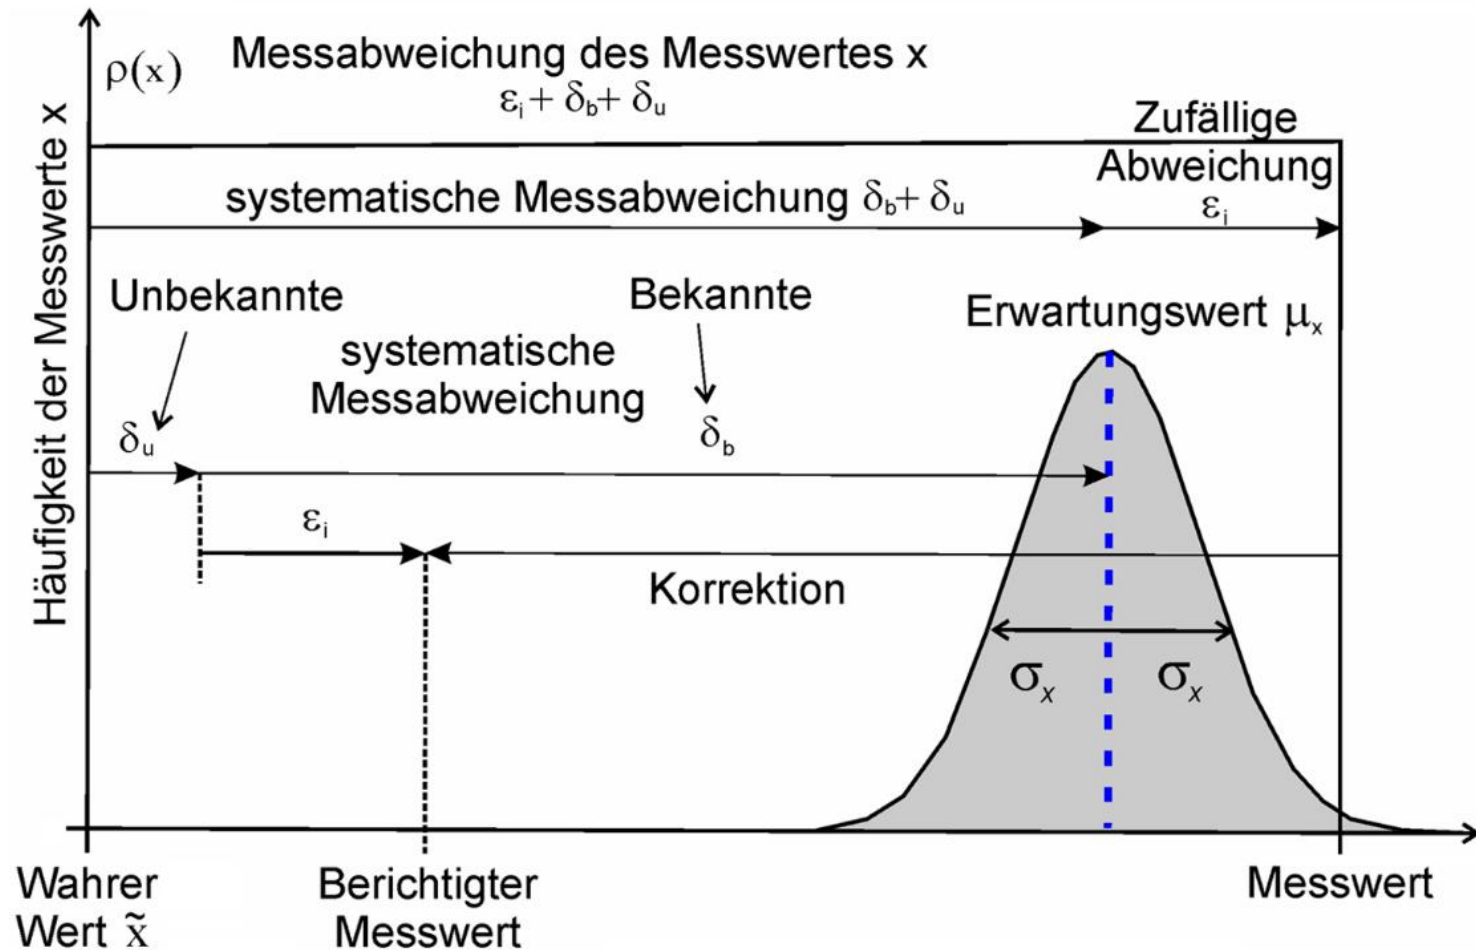 Häufigkeit der Messwerte x
ρ(x)
Messabweichung des Messwertes x
εᵢ + δb + δu
Zufällige
Abweichung
εᵢ
systematische Messabweichung δb + δu
Unbekannte
Bekannte
systematische
Messabweichung
δu
δb
Erwartungswert μx
εᵢ
Korrektion
σx
σx
Wahrer
Wert x̃
Berichtigter
Messwert
Messwert